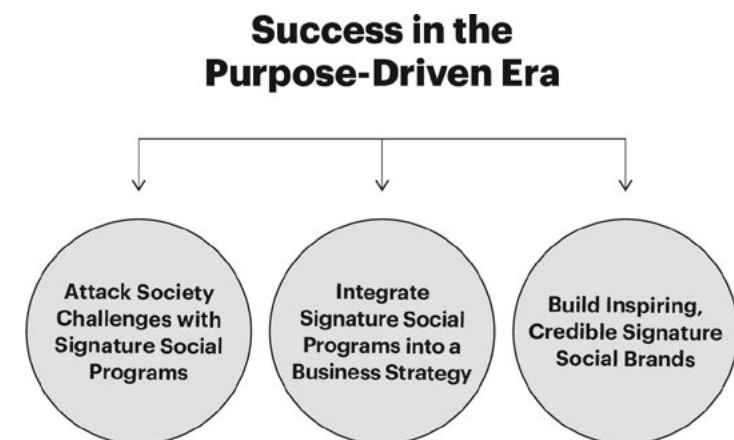 Success in the
Purpose-Driven Era
Attack Society
Challenges with
Signature Social
Programs
Integrate
Signature Social
Programs into a
Business Strategy
Build Inspiring,
Credible Signature
Social Brands